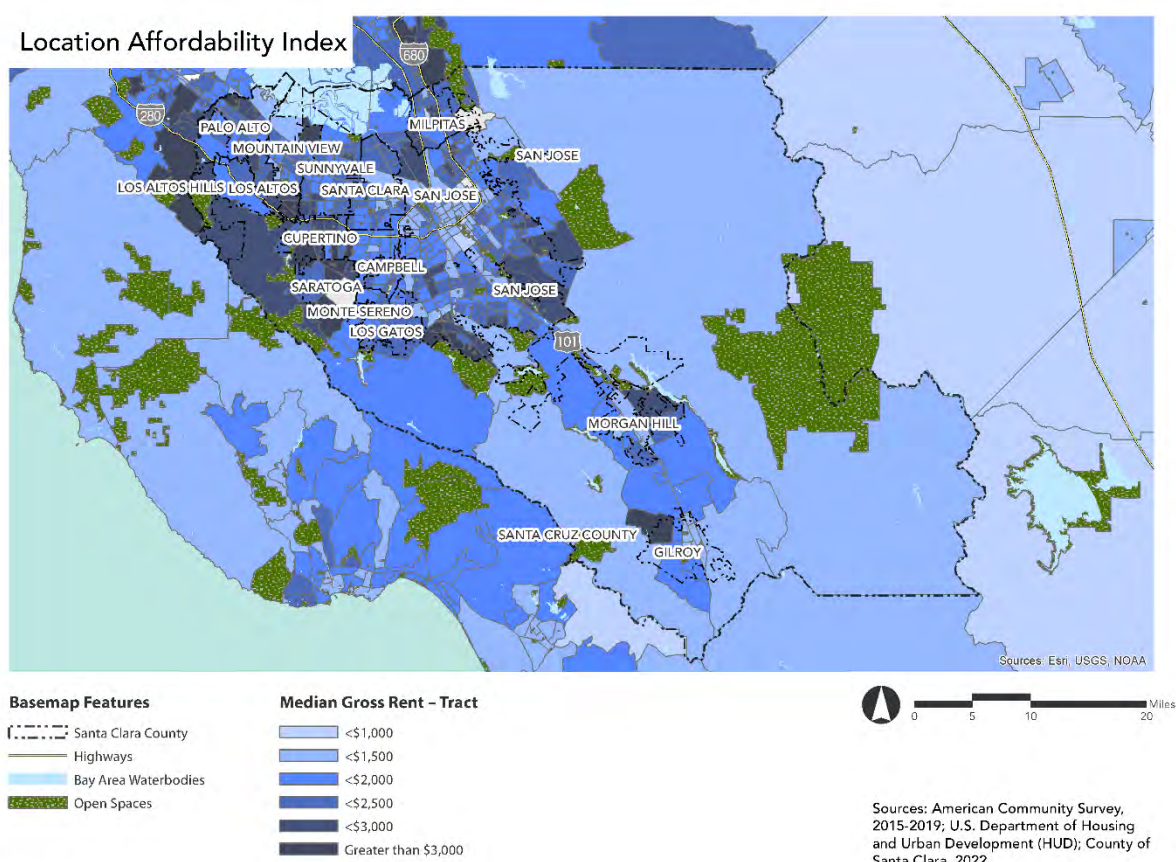 Location Affordability Index
680
280
PALO ALTO
MILPITAS
MOUNTAIN VIEW
SAN JOSE
SUNNYVALE
LOS ALTOS HILLS
LOS ALTOS
SANTA CLARA
SAN JOSE
CUPERTINO
CAMPBELL
SARATOGA
SAN JOSE
MONTE SERENO
LOS GATOS
101
MORGAN HILL
SANTA CRUZ COUNTY
GILROY
Sources: Esri, USGS, NOAA
Basemap Features
Santa Clara County
Highways
Bay Area Waterbodies
Open Spaces
Median Gross Rent – Tract
<$1,000
<$1,500
<$2,000
<$2,500
<$3,000
Greater than $3,000
0 5 10 20 Miles
Sources: American Community Survey,
2015-2019; U.S. Department of Housing
and Urban Development (HUD); County of
Santa Clara, 2022